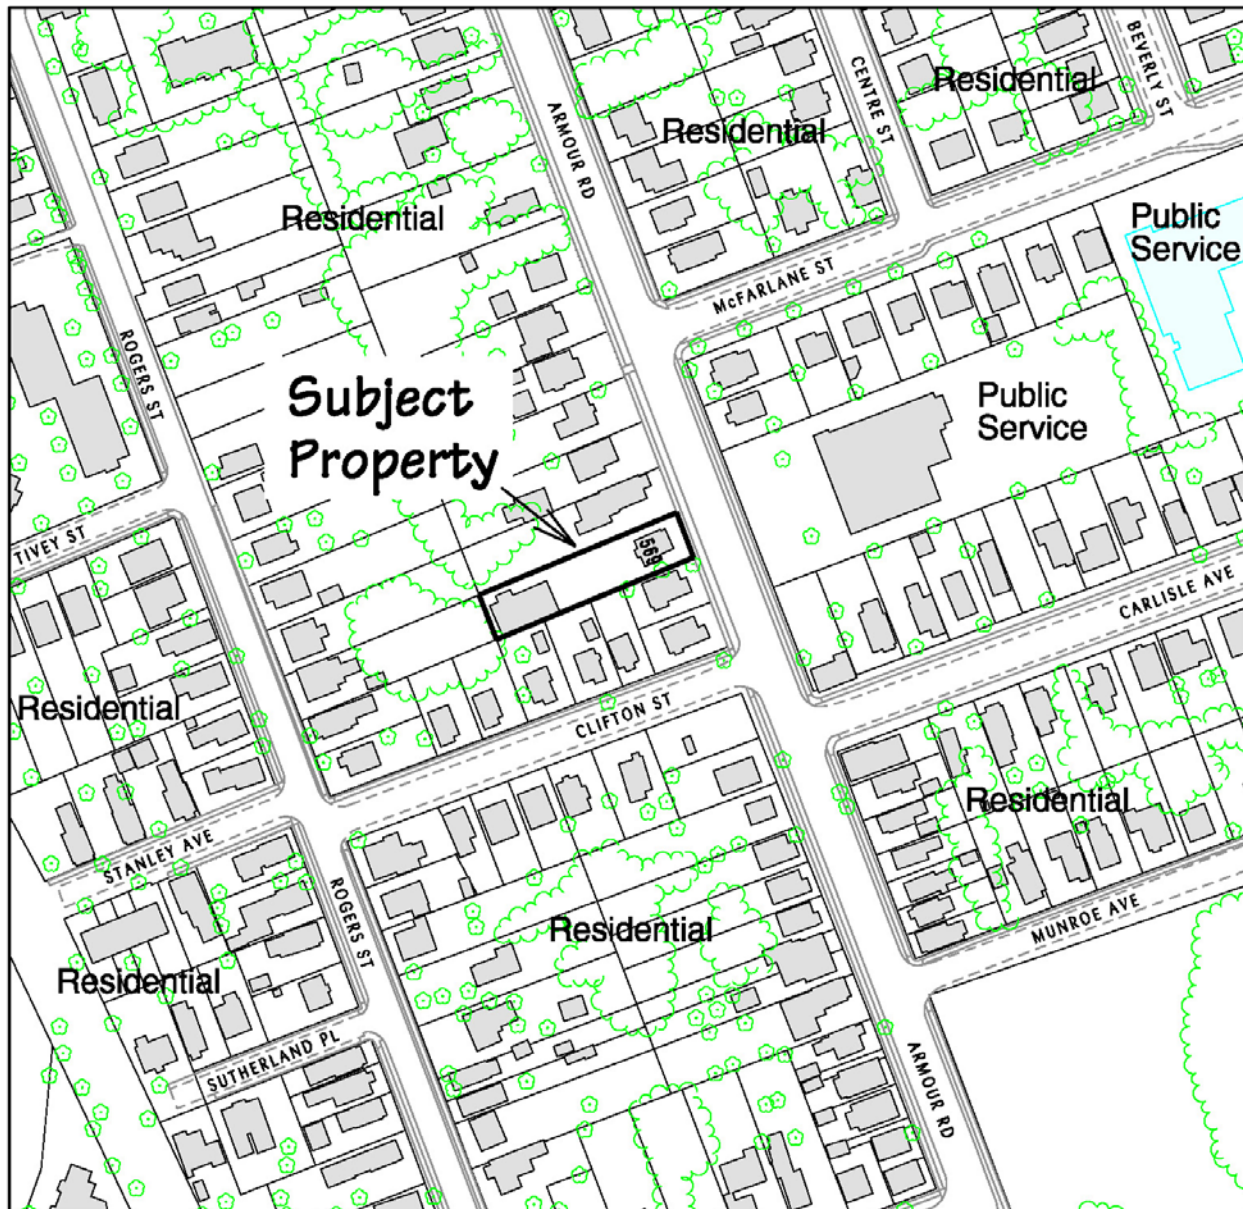 BEVERLY ST
CENTRE ST
Residential
ARMOUR RD
Residential
Residential
Public
Service
McFARLANE ST
ROGERS ST
Subject
Property
Public
Service
TIVEY ST
569
CARLISLE AVE
Residential
CLIFTON ST
Residential
STANLEY AVE
ROGERS ST
Residential
MUNROE AVE
Residential
SUTHERLAND PL
ARMOUR RD